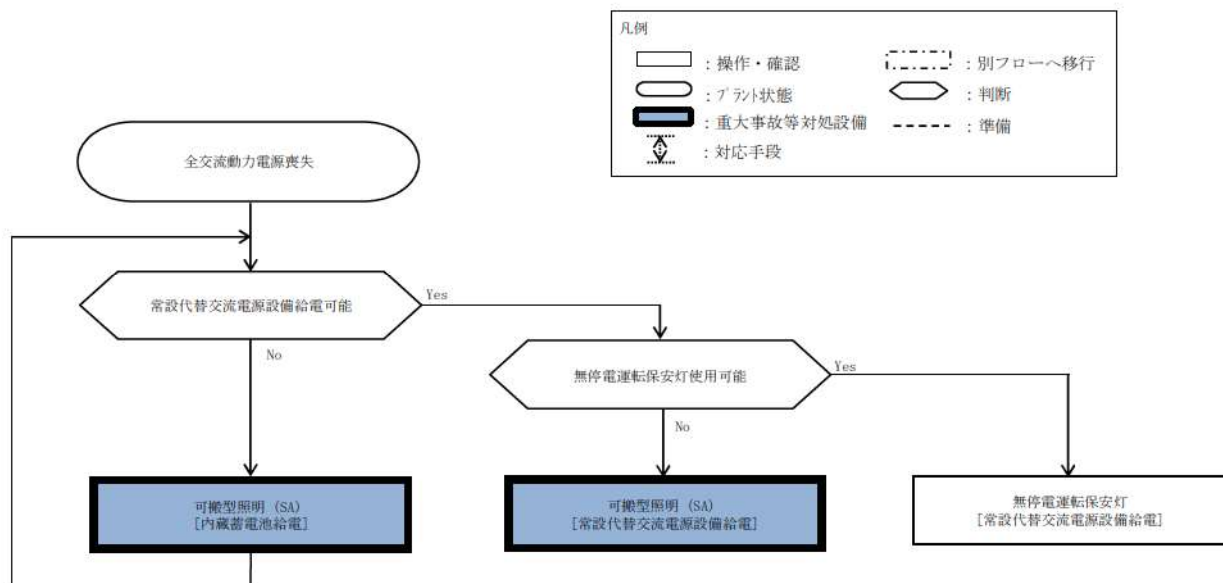 凡例
：操作・確認
：別フローへ移行
：プラント状態
：判断
：重大事故等対処設備
：準備
：対応手段
全交流動力電源喪失
常設代替交流電源設備給電可能
Yes
No
無停電運転保安灯使用可能
Yes
No
可搬型照明 (SA)
[内蔵蓄電池給電]
可搬型照明 (SA)
[常設代替交流電源設備給電]
無停電運転保安灯
[常設代替交流電源設備給電]